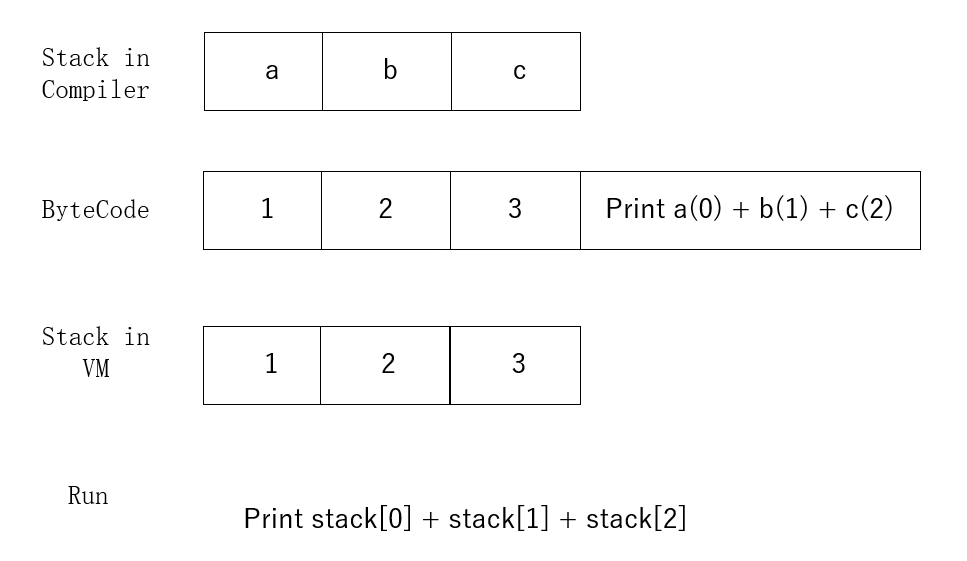 Stack in
Compiler
a b c
ByteCode
1 2 3 Print a(0) + b(1) + c(2)
Stack in
VM
1 2 3
Run
Print stack[0] + stack[1] + stack[2]